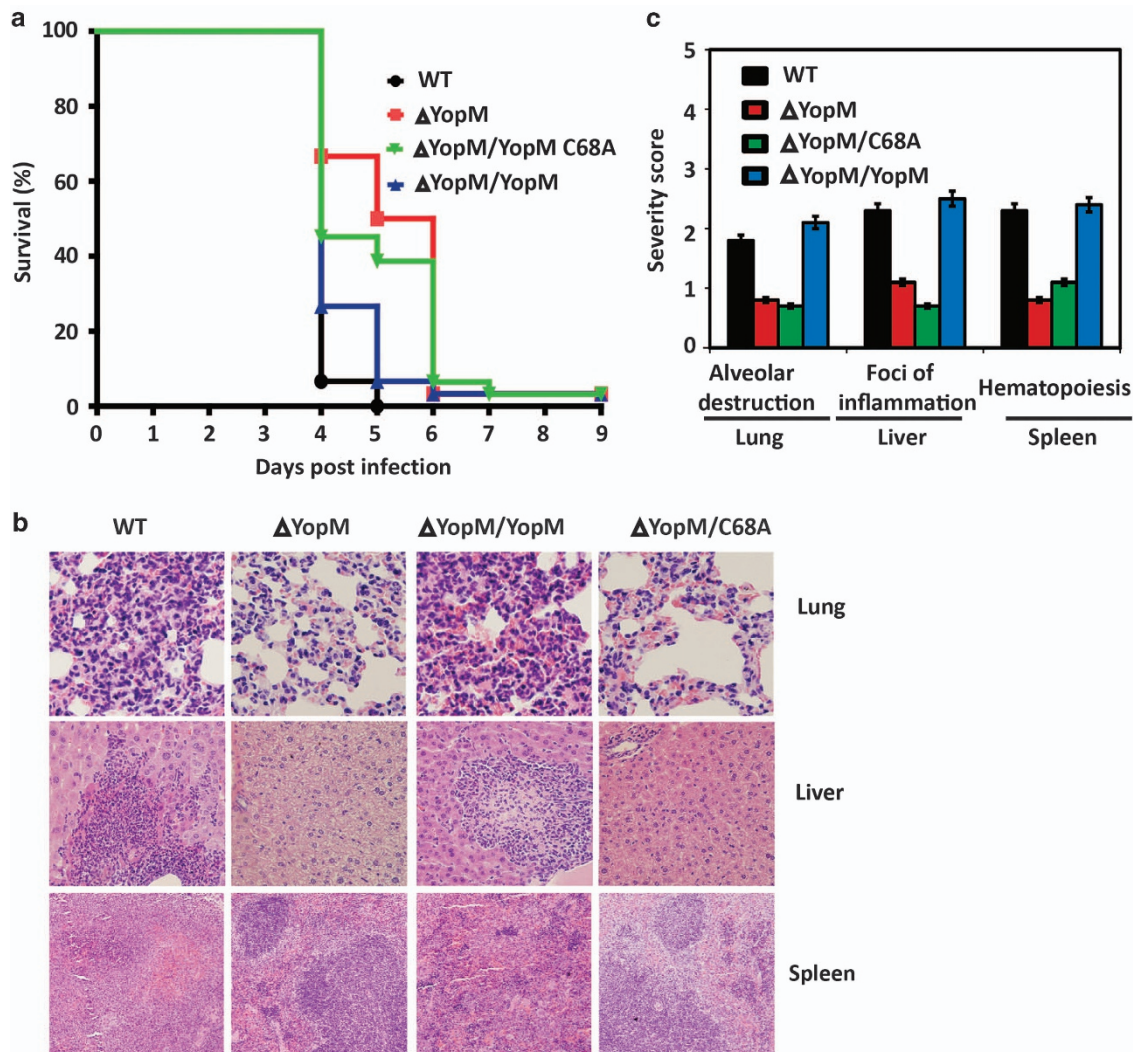 a
100
80
60
40
20
0
Survival (%)
0 1 2 3 4 5 6 7 8 9
Days post infection
WT
ΔYopM
ΔYopM/YopM C68A
ΔYopM/YopM
c
5
4
3
2
1
0
Severity score
WT
ΔYopM
ΔYopM/C68A
ΔYopM/YopM
Alveolar destruction
Foci of inflammation
Hematopoiesis
Lung Liver Spleen
b
WT ΔYopM ΔYopM/YopM ΔYopM/C68A
Lung
Liver
Spleen